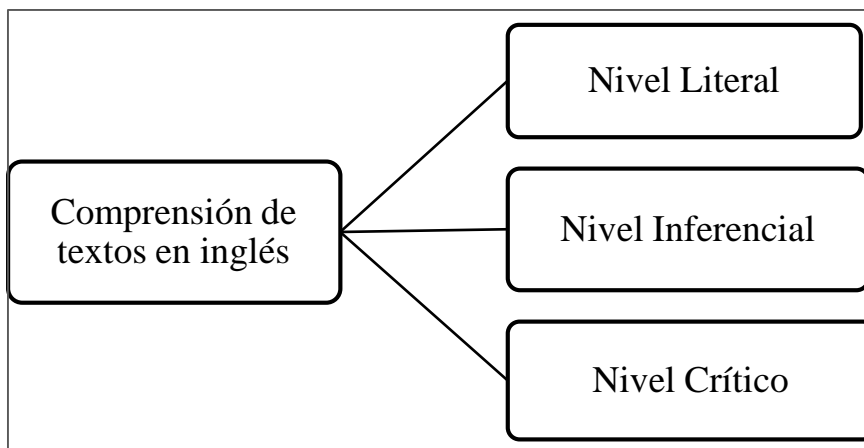 Nivel Literal
Comprensión de
textos en inglés
Nivel Inferencial
Nivel Crítico